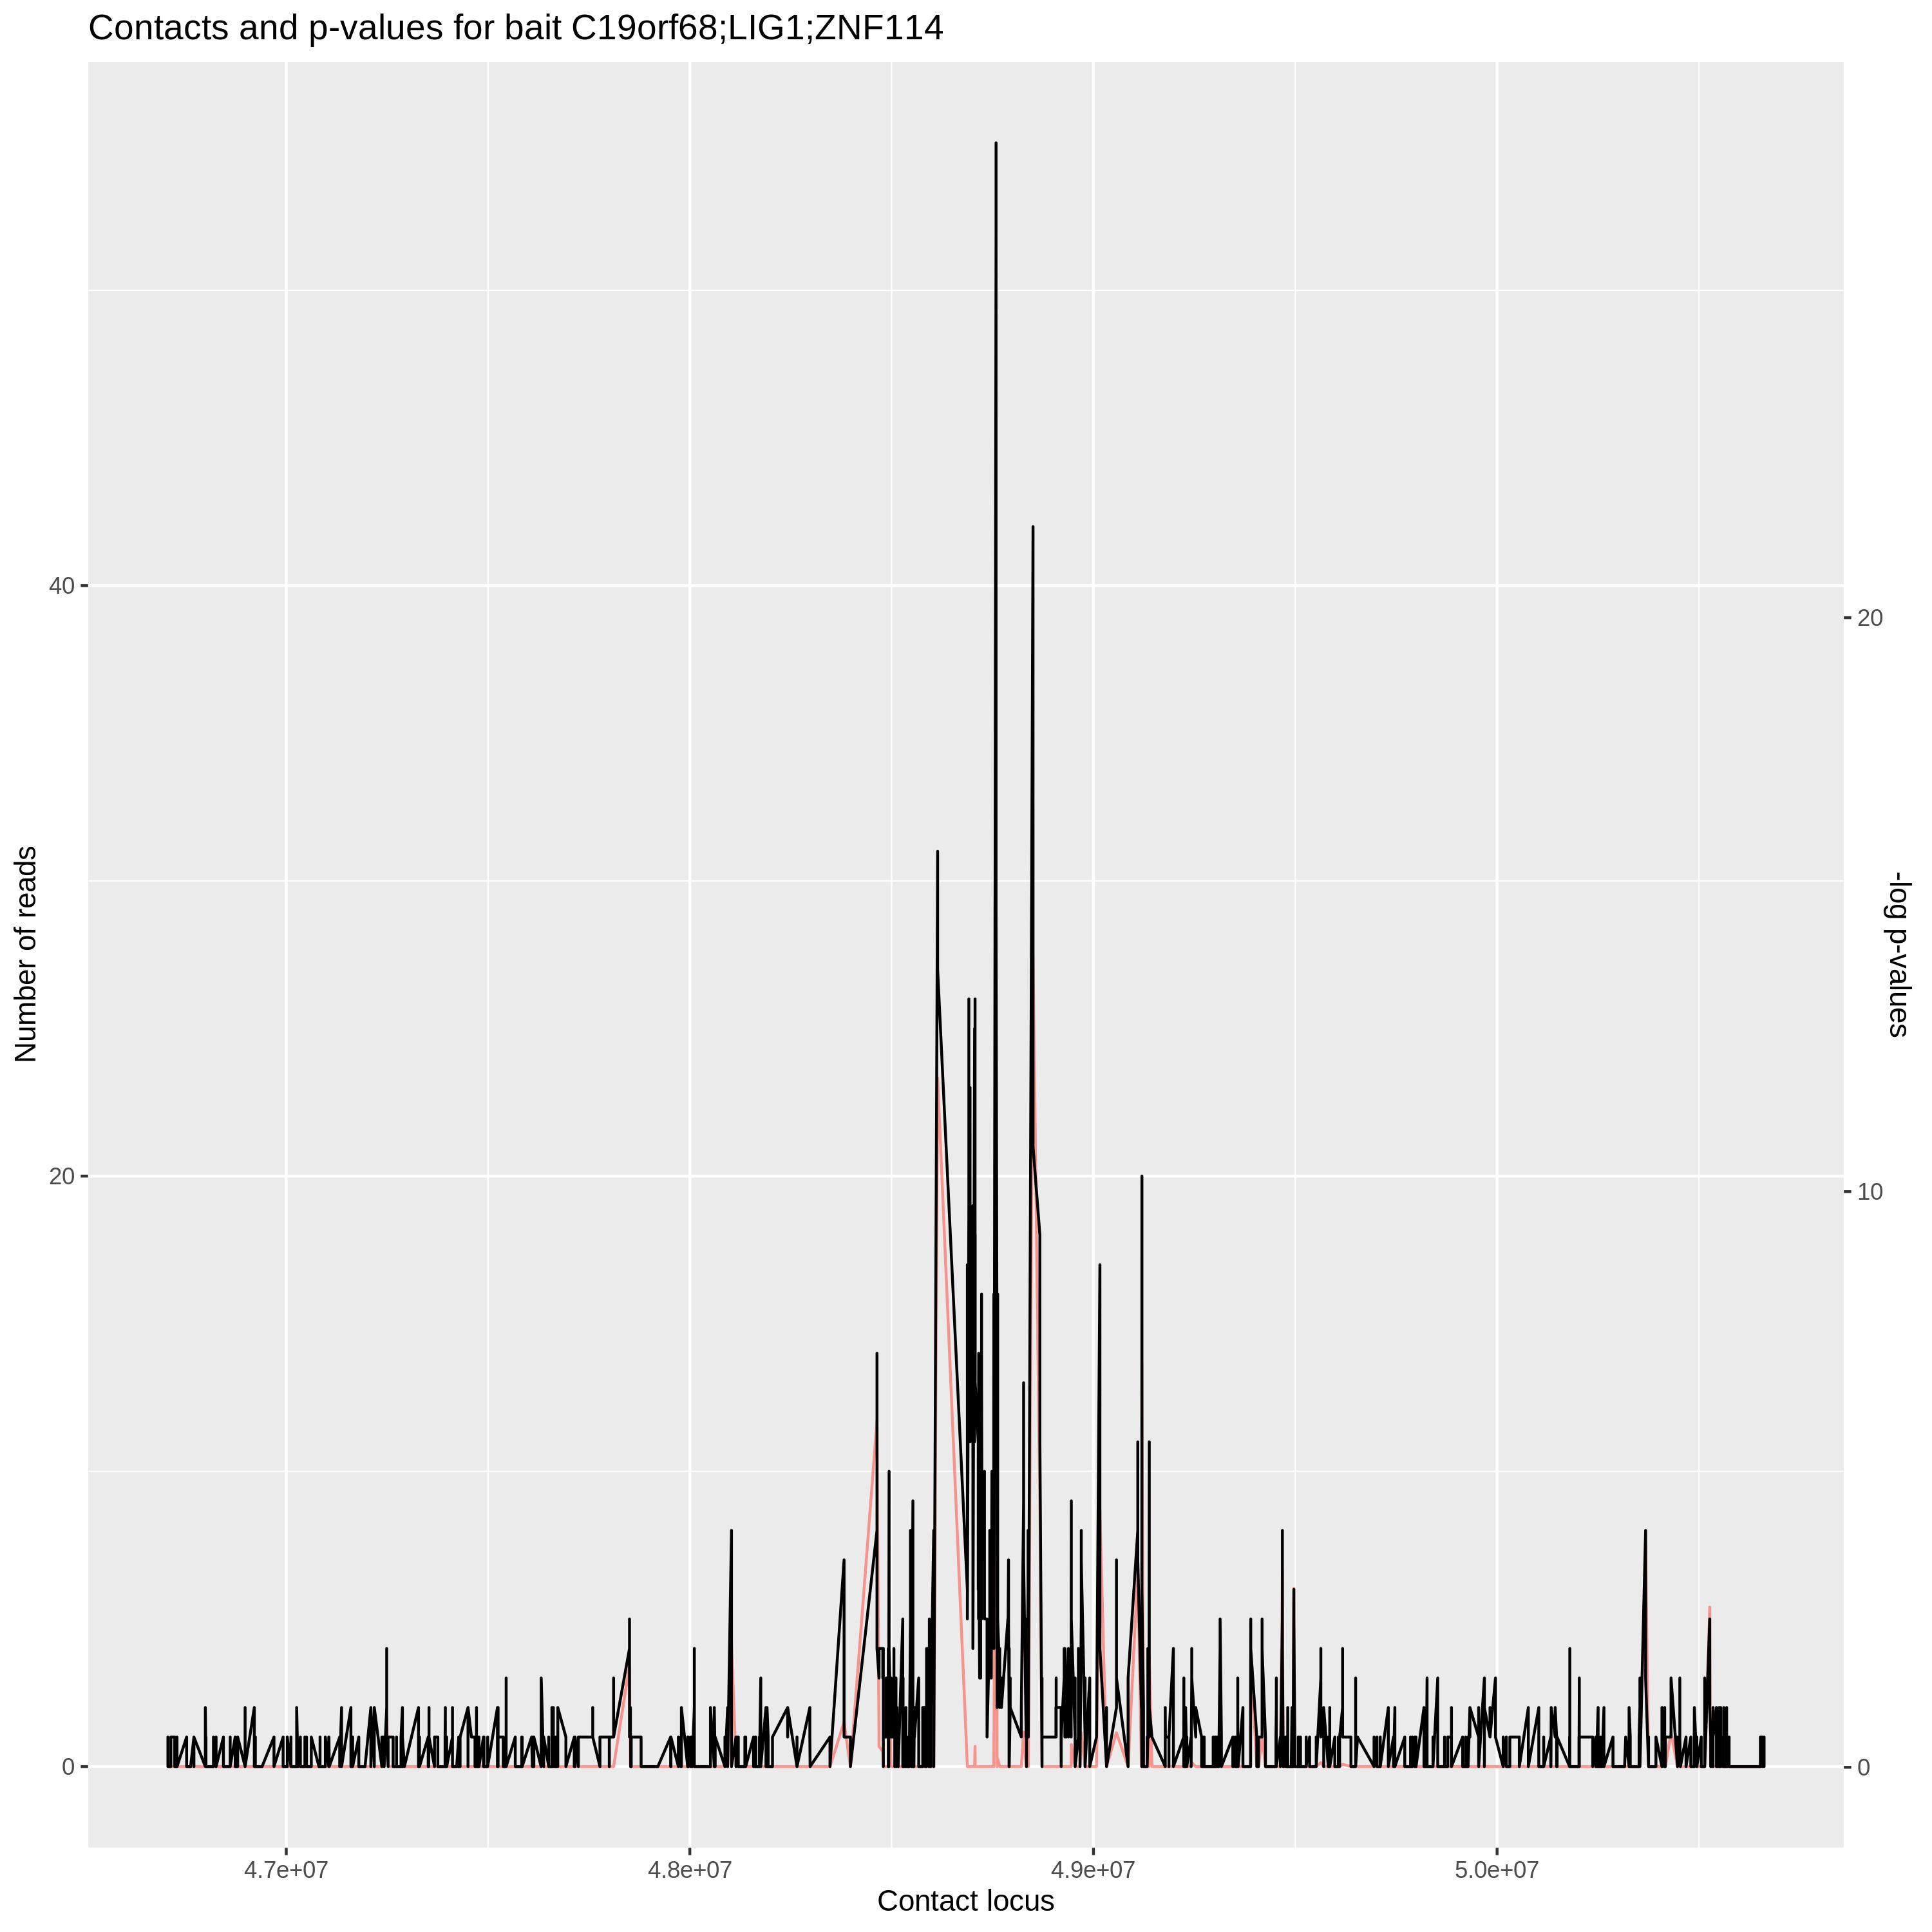 Contacts and p-values for bait C19orf68;LIG1;ZNF114
Number of reads
40
20
0
20
10
0
-log p-values
4.7e+07
4.8e+07
4.9e+07
5.0e+07
Contact locus